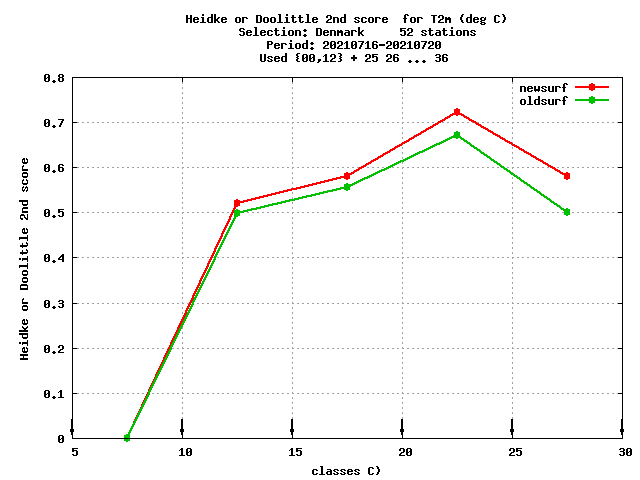 Heidke or Doolittle 2nd score  for T2m (deg C)
Selection: Denmark     52 stations
Period: 20210716-20210720
Used {00,12} + 25 26 ... 36
newsurf
oldsurf
Heidke or Doolittle 2nd score
0.8
0.7
0.6
0.5
0.4
0.3
0.2
0.1
0
5 10 15 20 25 30
classes C)